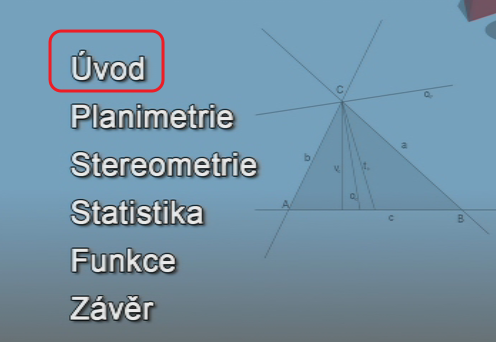 Úvod
Planimetrie
Stereometrie
Statistika
Funkce
Závěr
C
a
b
A
c
B